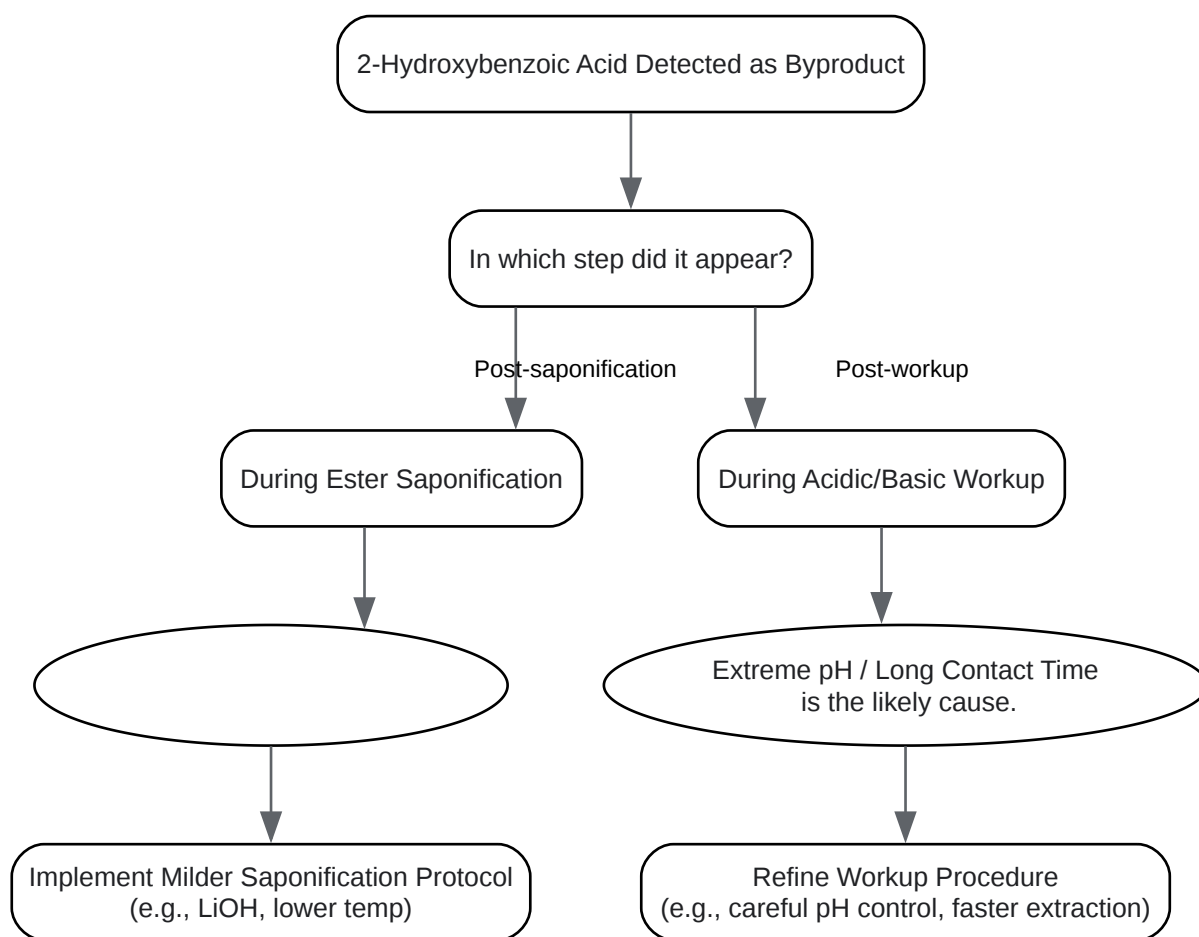 2-Hydroxybenzoic Acid Detected as Byproduct
In which step did it appear?
Post-saponification
Post-workup
During Ester Saponification
During Acidic/Basic Workup
Extreme pH / Long Contact Time
is the likely cause.
Implement Milder Saponification Protocol
(e.g., LiOH, lower temp)
Refine Workup Procedure
(e.g., careful pH control, faster extraction)